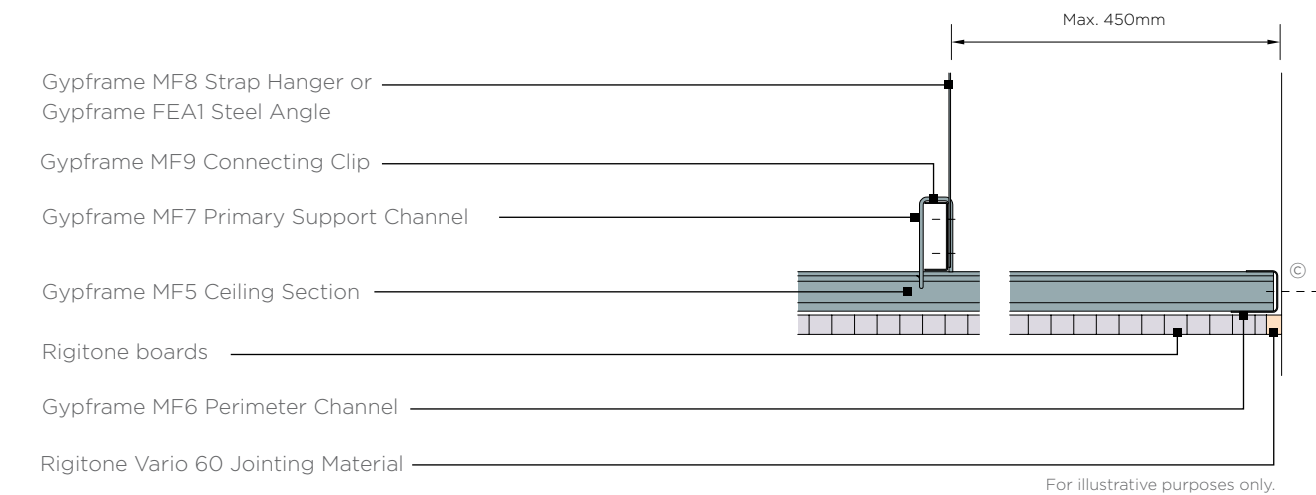 Max. 450mm
Gypframe MF8 Strap Hanger or
Gypframe FEA1 Steel Angle
Gypframe MF9 Connecting Clip
Gypframe MF7 Primary Support Channel
©
Gypframe MF5 Ceiling Section
Rigitone boards
Gypframe MF6 Perimeter Channel
Rigitone Vario 60 Jointing Material
For illustrative purposes only.